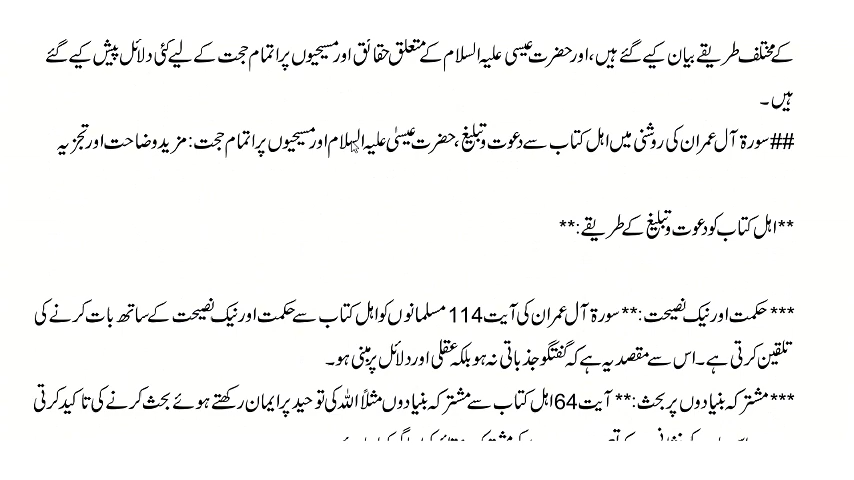 کے مختلف طریقے بیان کیے گئے ہیں، اور حضرت عیسی علیہ السلام کے متعلق حقائق اور مسیحیوں پر اتمام حجت کے لیے کئی دلائل پیش کیے گئے
ہیں۔
## سورۃ آل عمران کی روشنی میں اہل کتاب سے دعوت و تبلیغ، حضرت عیسیٰ علیہ السلام اور مسیحیوں پر اتمام حجت: مزید وضاحت اور تجزیہ
**اہل کتاب کو دعوت و تبلیغ کے طریقے:**
*** حکمت اور نیک نصیحت:** سورۃ آل عمران کی آیت 114 مسلمانوں کو اہل کتاب سے حکمت اور نیک نصیحت کے ساتھ بات کرنے کی
تلقین کرتی ہے۔ اس سے مقصد یہ ہے کہ گفتگو جذباتی نہ ہو بلکہ عقلی اور دلائل پر مبنی ہو۔
*** مشترکہ بنیادوں پر بحث:** آیت 64 اہل کتاب سے مشترکہ بنیادوں مثلاً اللہ کی توحید پر ایمان رکھتے ہوئے بحث کرنے کی تاکید کرتی